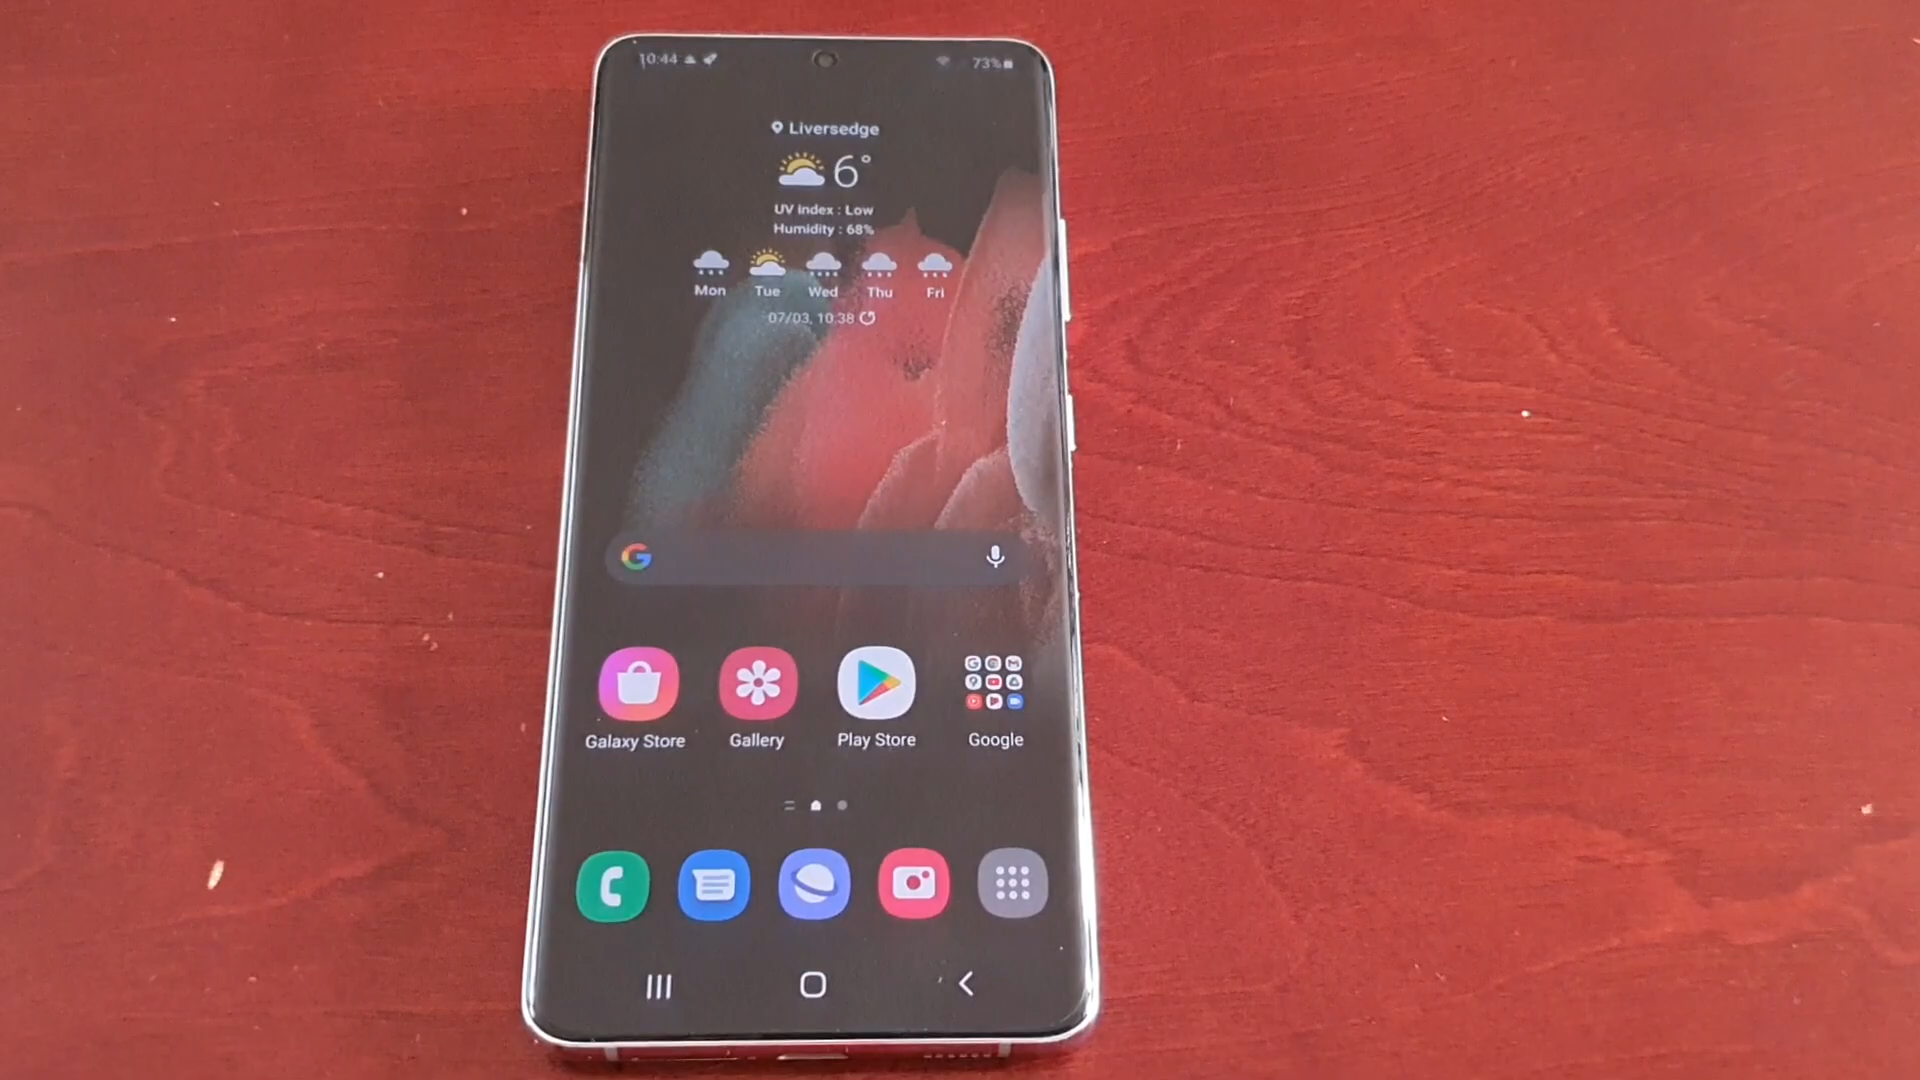 10:44
73%
Liversedge
6°
UV index : Low
Humidity : 68%
Mon Tue Wed Thu Fri
07/03, 10:38
Galaxy Store Gallery Play Store Google